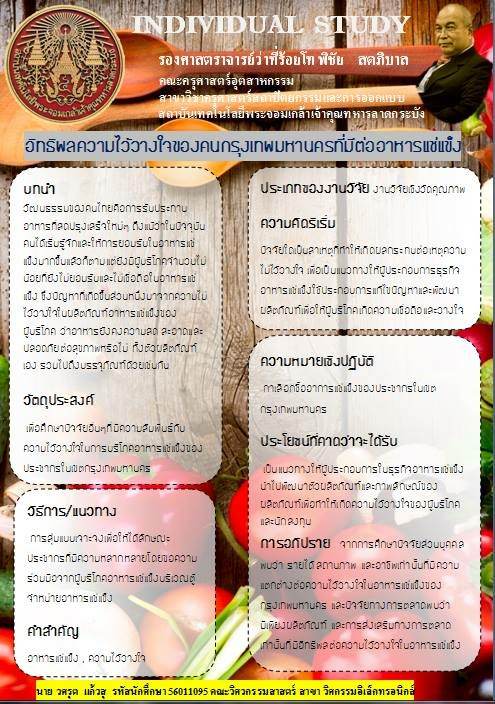 INDIVIDUAL STUDY
รองศาสตราจารย์ว่าที่ร้อยโท พิชัย สดภิบาล
คณะครุศาสตร์อุตสาหกรรม
สาขาวิชาครุศาสตร์สถาปัตยกรรมและการออกแบบ
สถาบันเทคโนโลยีพระจอมเกล้าเจ้าคุณทหารลาดกระบัง
อิทธิพลความไว้วางใจของคนกรุงเทพมหานครที่มีต่ออาหารแช่แข็ง
บทนำ
วัฒนธรรมของคนไทยคือการรับประทาน
อาหารที่สดปรุงเสร็จใหม่ๆ ถึงแม้ว่าในปัจจุบัน
คนได้เรียนรู้จักและให้การยอมรับในอาหารแช่
แข็งมากขึ้นแล้วก็ตามแต่ยังมีผู้บริโภคจำนวนไม่
น้อยที่ยังไม่ยอมรับและไม่เชื่อถือในอาหารแช่
แข็ง ซึ่งปัญหาที่เกิดขึ้นส่วนหนึ่งมาจากความไม่
ไว้วางใจในผลิตภัณฑ์อาหารแช่แข็งของ
ผู้บริโภค ว่าอาหารยังคงความสด สะอาดและ
ปลอดภัยต่อสุขภาพหรือไม่ ทั้งตัวผลิตภัณฑ์
เอง รวมไปถึงบรรจุภัณฑ์ด้วยเช่นกัน
วัตถุประสงค์
เพื่อศึกษาปัจจัยอื่นๆที่มีความสัมพันธ์กับ
ความไว้วางใจในการบริโภคอาหารแช่แข็งของ
ประชากรในเขตกรุงเทพมหานคร
วิธีการ/แนวทาง
การสุ่มแบบเจาะจงเพื่อให้ได้ลักษณะ
ประชากรที่มีความหลากหลายโดยขอความ
ร่วมมือจากผู้บริโภคอาหารแช่แข็งบริเวณตู้
จำหน่ายอาหารแช่แข็ง
คำสำคัญ
อาหารแช่แข็ง , ความไว้วางใจ
ประเภทของงานวิจัย งานวิจัยเชิงวัดคุณภาพ
ความคิดริเริ่ม
ปัจจัยใดเป็นสาเหตุที่ทำให้เกิดผลกระทบต่อเหตุความ
ไม่ไว้วางใจ เพื่อเป็นแนวทางให้ผู้ประกอบการธุรกิจ
อาหารแช่แข็งใช้ประกอบการแก้ไขปัญหาและพัฒนา
ผลิตภัณฑ์เพื่อให้ผู้บริโภคเกิดความเชื่อถือและวางใจ
ความหมายเชิงปฏิบัติ
การเลือกซื้ออาหารแช่แข็งของประชากรในเขต
กรุงเทพมหานคร
ประโยชน์ที่คาดว่าจะได้รับ
เป็นแนวทางให้ผู้ประกอบการในธุรกิจอาหารแช่แข็ง
นำไปพัฒนาตัวผลิตภัณฑ์และภาพลักษณ์ของ
ผลิตภัณฑ์เพื่อทำให้เกิดความไว้วางใจของผู้บริโภค
และนักลงทุน
การอภิปราย จากการศึกษาปัจจัยส่วนบุคคล
พบว่า รายได้ สถานภาพ และอาชีพเท่านั้นที่มีความ
แตกต่างต่อความไว้วางใจในอาหารแช่แข็งของ
กรุงเทพมหานคร และปัจจัยทางการตลาดพบว่า
มีเพียงผลิตภัณฑ์ และการส่งเสริมทางการตลาด
เท่านั้นที่มีอิทธิพลต่อความไว้วางใจในอาหารแช่แข็ง
นาย วศรุต แก้วสุ รหัสนักศึกษา 56011095 คณะวิศวกรรมศาสตร์ สาขา วิศกรรมอิเล็กทรอนิกส์